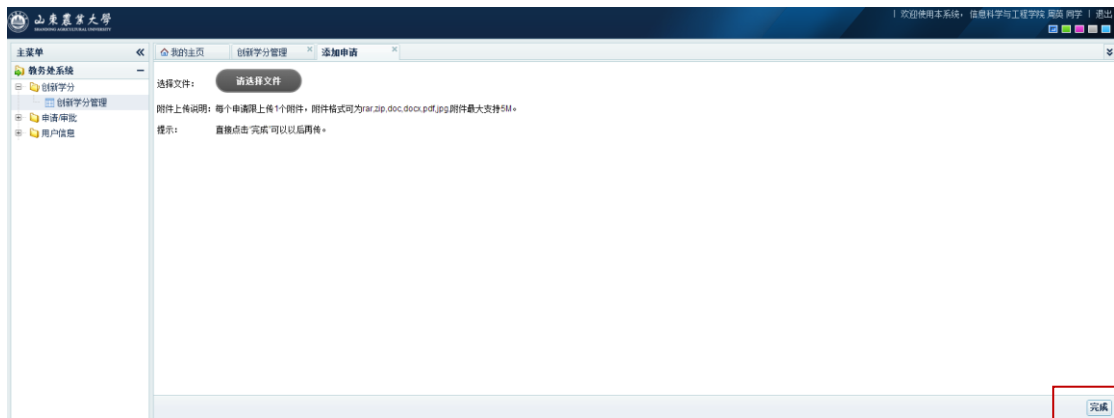 山東農業大學
SHANDONG AGRICULTURAL UNIVERSITY
| 欢迎使用本系统，信息科学与工程学院 周英 同学 | 退出
主菜单
我的主页 创新学分管理 添加申请
教务处系统
创新学分
创新学分管理
申请/审批
用户信息
选择文件： 请选择文件
附件上传说明：每个申请限上传1个附件，附件格式可为rar,zip,doc,docx,pdf,jpg,附件最大支持5M。
提示： 直接点击'完成'可以以后再传。
完成